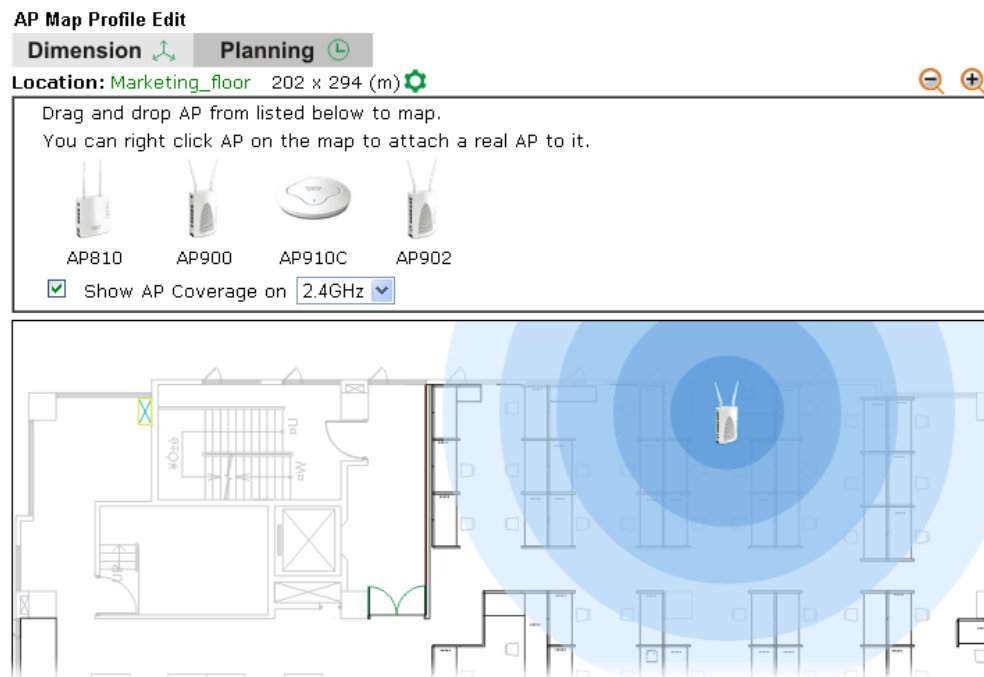 AP Map Profile Edit
Dimension Planning
Location: Marketing_floor 202 x 294 (m)
Drag and drop AP from listed below to map.
You can right click AP on the map to attach a real AP to it.
AP810 AP900 AP910C AP902
Show AP Coverage on 2.4GHz
UP